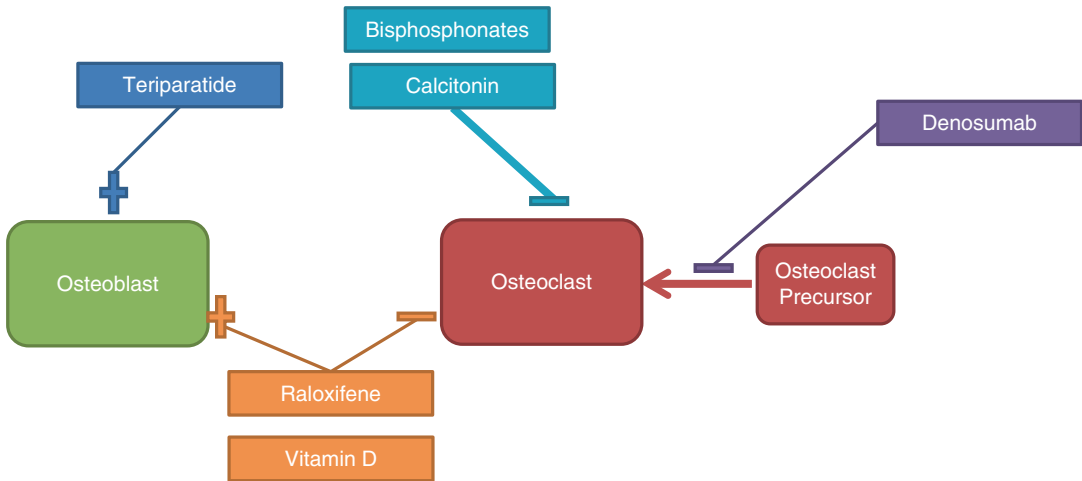 Bisphosphonates
Teriparatide
Calcitonin
Denosumab
Osteoblast
Osteoclast
Osteoclast
Precursor
Raloxifene
Vitamin D